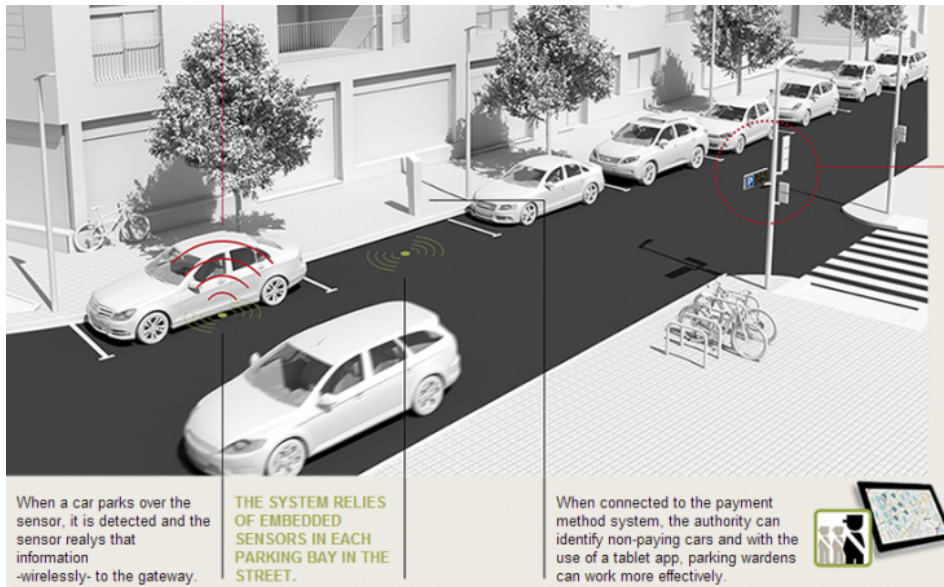 When a car parks over the
sensor, it is detected and the
sensor realys that
information
-wirelessly- to the gateway.
THE SYSTEM RELIES
OF EMBEDDED
SENSORS IN EACH
PARKING BAY IN THE
STREET.
When connected to the payment
method system, the authority can
identify non-paying cars and with the
use of a tablet app, parking wardens
can work more effectively.
P